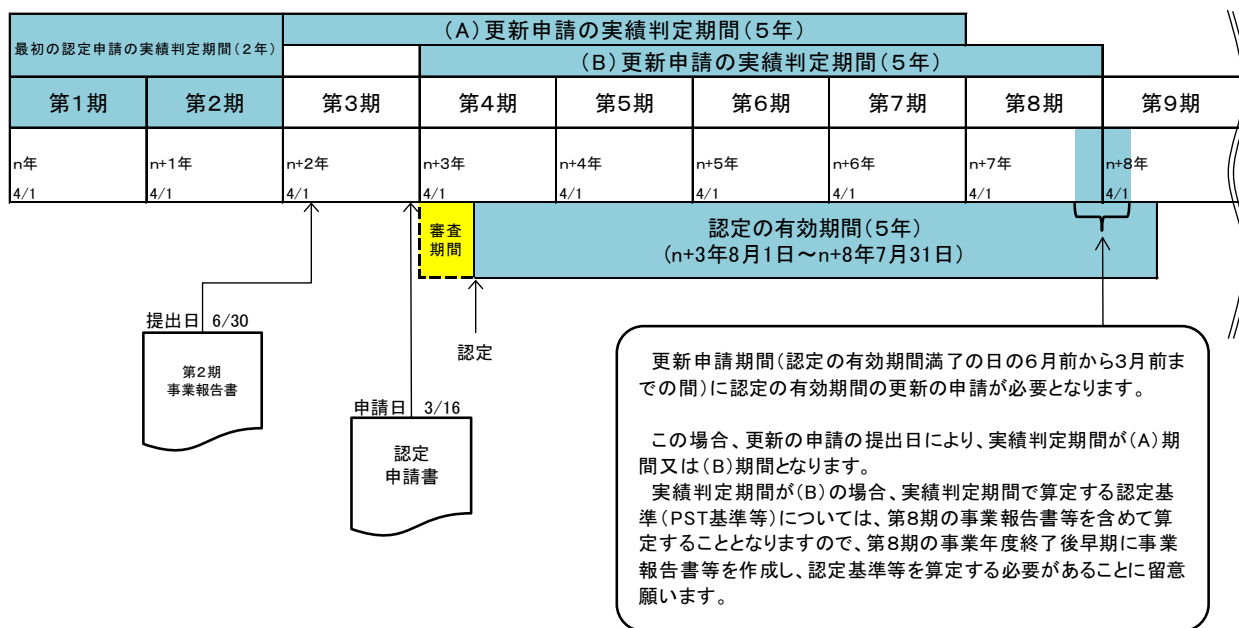 (A)更新申請の実績判定期間(5年)
最初の認定申請の実績判定期間(2年)
(B)更新申請の実績判定期間(5年)
第1期 第2期 第3期 第4期 第5期 第6期 第7期 第8期 第9期
n年 n+1年 n+2年 n+3年 n+4年 n+5年 n+6年 n+7年 n+8年
4/1 4/1 4/1 4/1 4/1 4/1 4/1 4/1 4/1
審査
期間
認定の有効期間(5年)
(n+3年8月1日~n+8年7月31日)
提出日 6/30
第2期
事業報告書
認定
申請日 3/16
認定
申請書
更新申請期間(認定の有効期間満了の日の6月前から3月前ま
での間)に認定の有効期間の更新の申請が必要となります。
この場合、更新の申請の提出日により、実績判定期間が(A)期
間又は(B)期間となります。
実績判定期間が(B)の場合、実績判定期間で算定する認定基
準(PST基準等)については、第8期の事業報告書等を含めて算
定することとなりますので、第8期の事業年度終了後早期に事業
報告書等を作成し、認定基準等を算定する必要があることに留意
願います。